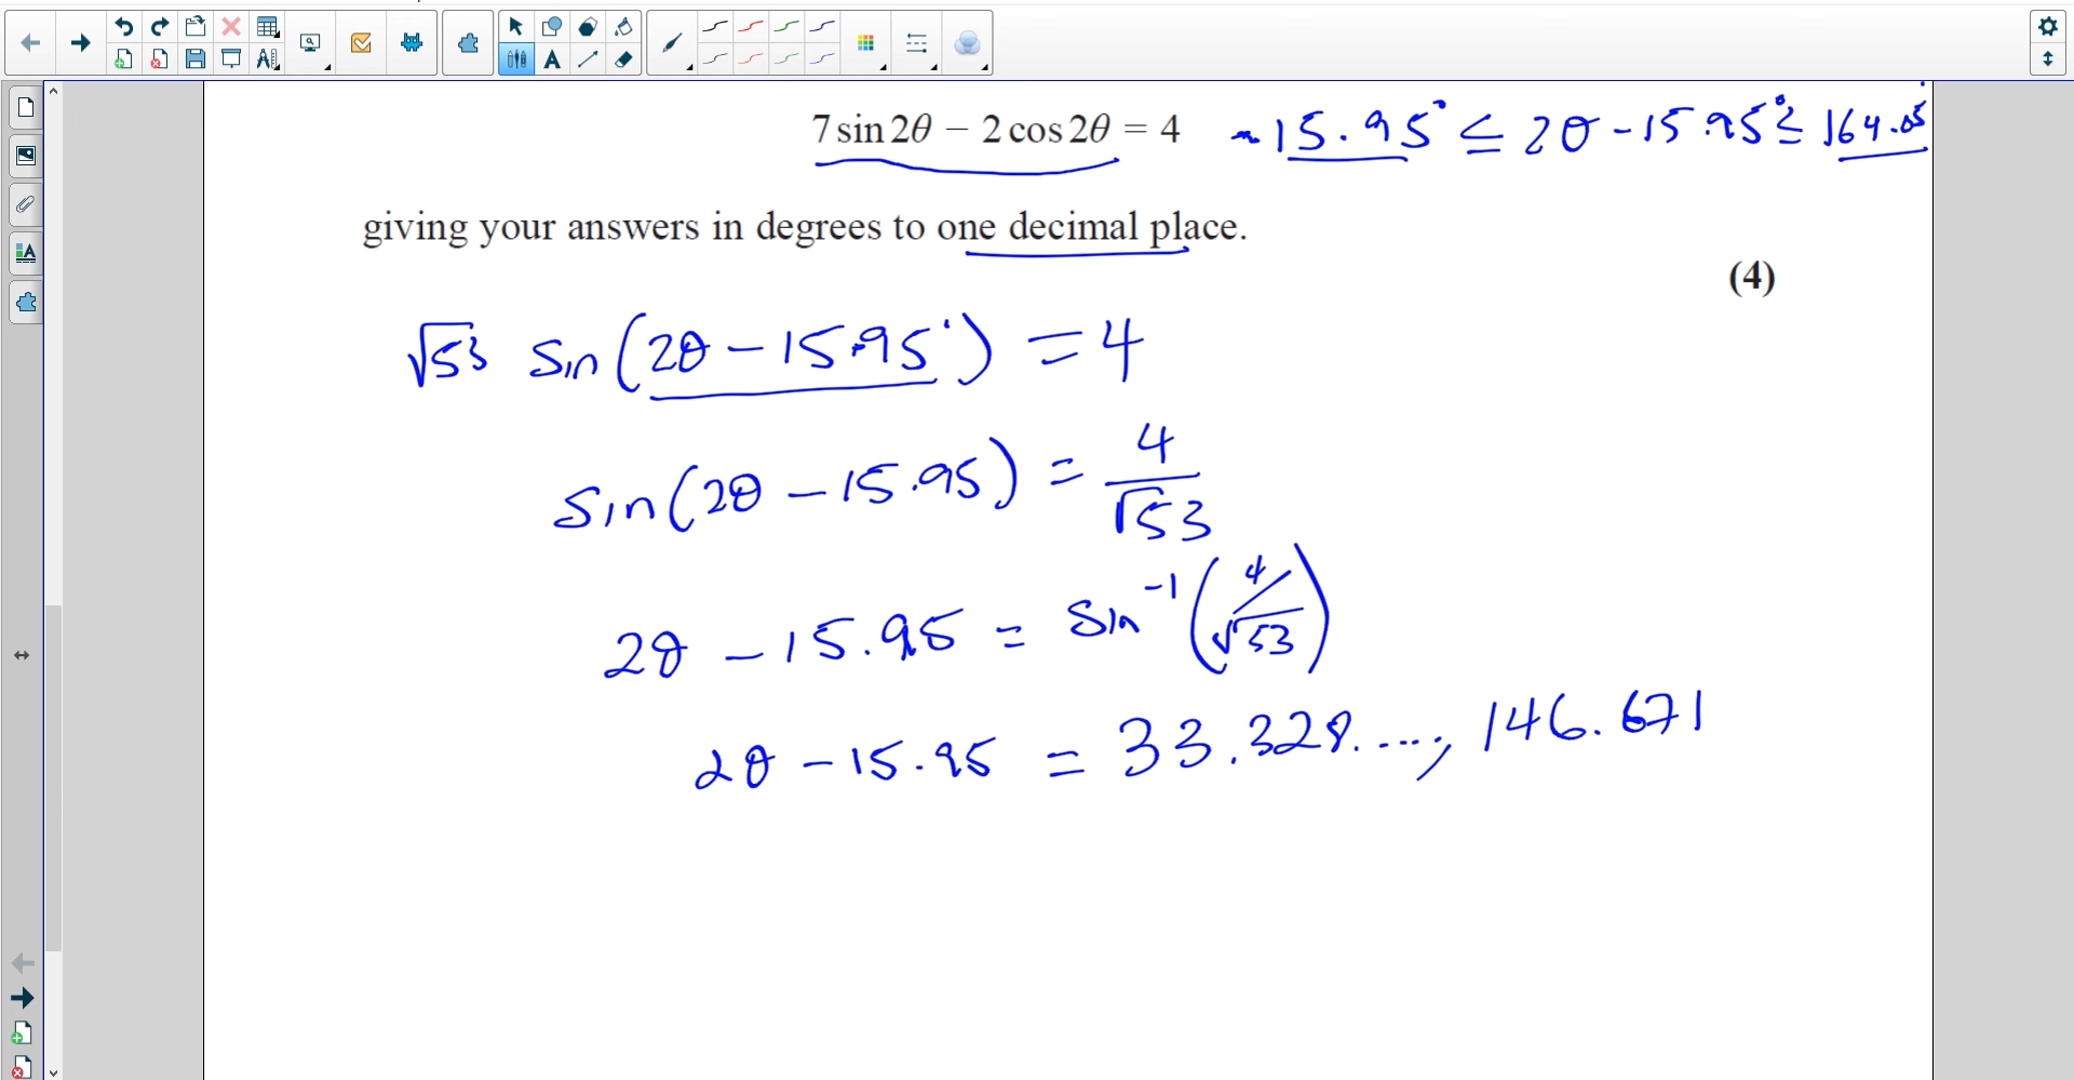 7 sin 2θ − 2 cos 2θ = 4 -15.95° ≤ 2θ - 15.95° ≤ 164.05°
giving your answers in degrees to one decimal place.
(4)
√53 sin(2θ - 15.95°) = 4
sin(2θ - 15.95) = 4/√53
2θ - 15.95 = sin⁻¹(4/√53)
2θ - 15.95 = 33.328...., 146.671